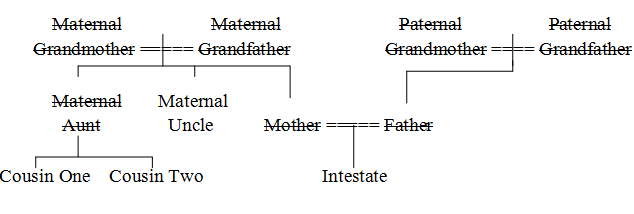 Maternal Maternal Paternal Paternal
Grandmother ===== Grandfather Grandmother ==== Grandfather
Maternal Maternal
Aunt Uncle Mother ===== Father
Cousin One Cousin Two Intestate